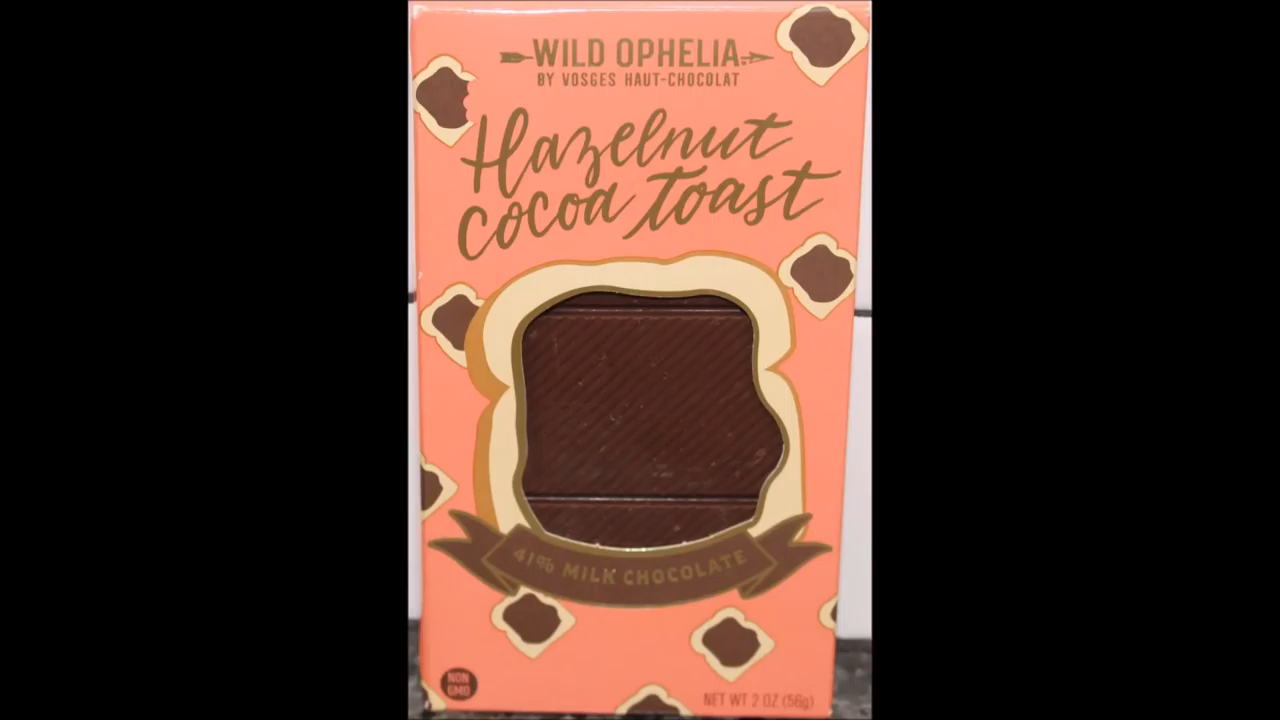 WILD OPHELIA
BY VOSGES HAUT-CHOCOLAT
Hazelnut
cocoa toast
41% MILK CHOCOLATE
NON
GMO
NET WT 2 OZ (56g)